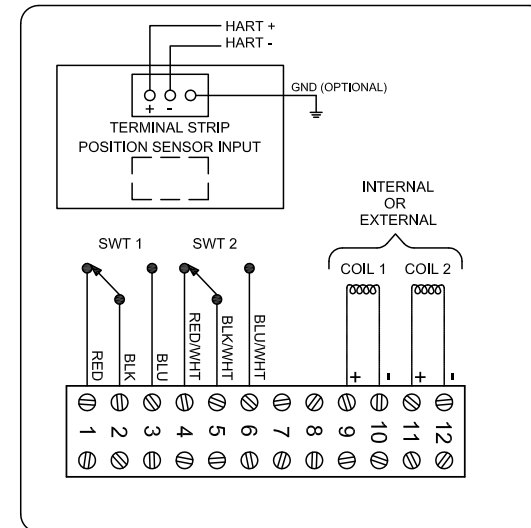 HART +
HART -
GND (OPTIONAL)
+ -
TERMINAL STRIP
POSITION SENSOR INPUT
INTERNAL
OR
EXTERNAL
SWT 1 SWT 2
COIL 1 COIL 2
RED BLK BLU RED/WHT BLK/WHT BLU/WHT
+ - + -
1 2 3 4 5 6 7 8 9 10 11 12